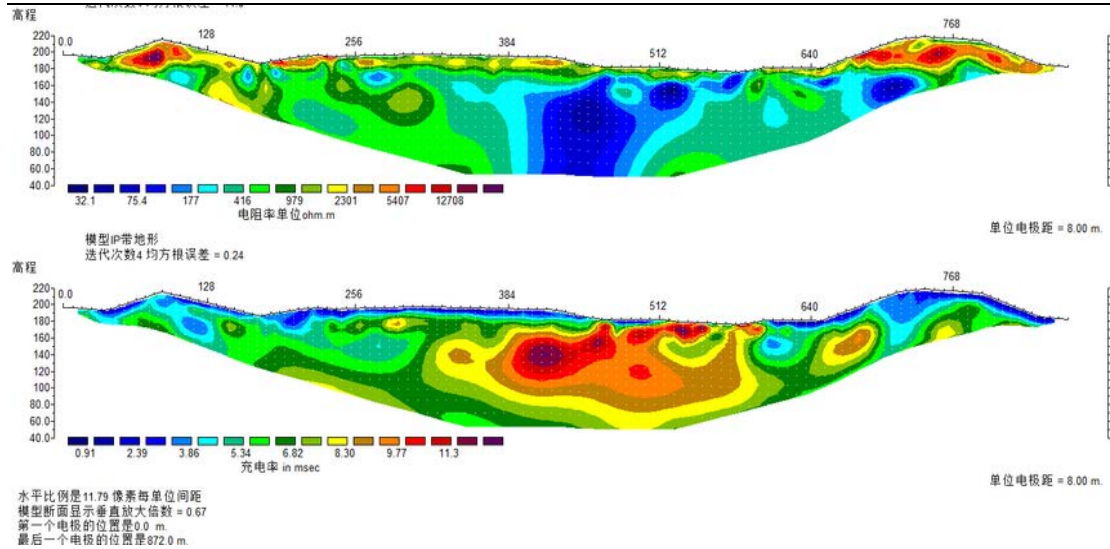 高程
220
200
180
160
140
120
100
80.0
60.0
40.0
0.0
128
256
384
512
640
768
32.1 75.4 177 416 979 2301 5407 12708
电阻率单位ohm.m
单位电极距 = 8.00 m.
模型IP带地形
迭代次数4 均方根误差 = 0.24
高程
220
200
180
160
140
120
100
80.0
60.0
40.0
0.0
128
256
384
512
640
768
0.91 2.39 3.86 5.34 6.82 8.30 9.77 11.3
充电率 in msec
单位电极距 = 8.00 m.
水平比例是11.79 像素每单位间距
模型断面显示垂直放大倍数 = 0.67
第一个电极的位置是0.0 m.
最后一个电极的位置是872.0 m.